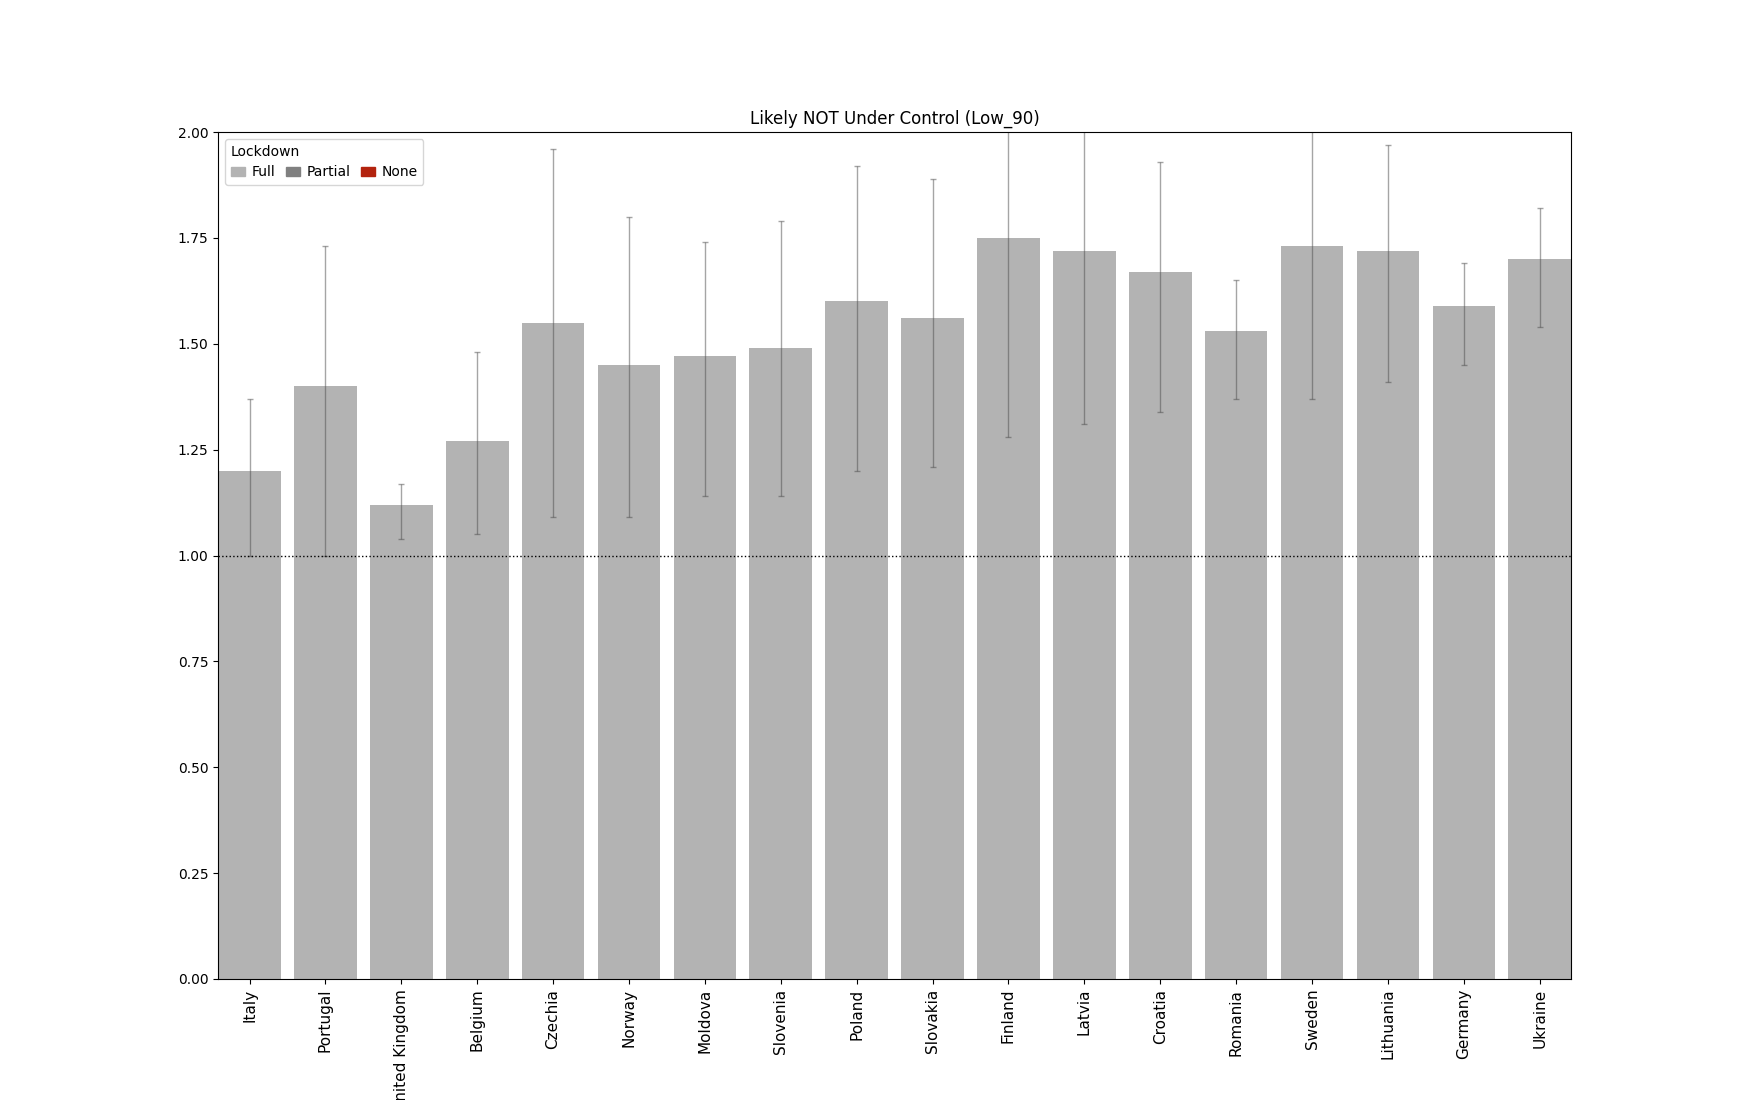 Likely NOT Under Control (Low_90)
Lockdown
Full Partial None
2.00
1.75
1.50
1.25
1.00
0.75
0.50
0.25
0.00
Italy
Portugal
nited Kingdom
Belgium
Czechia
Norway
Moldova
Slovenia
Poland
Slovakia
Finland
Latvia
Croatia
Romania
Sweden
Lithuania
Germany
Ukraine